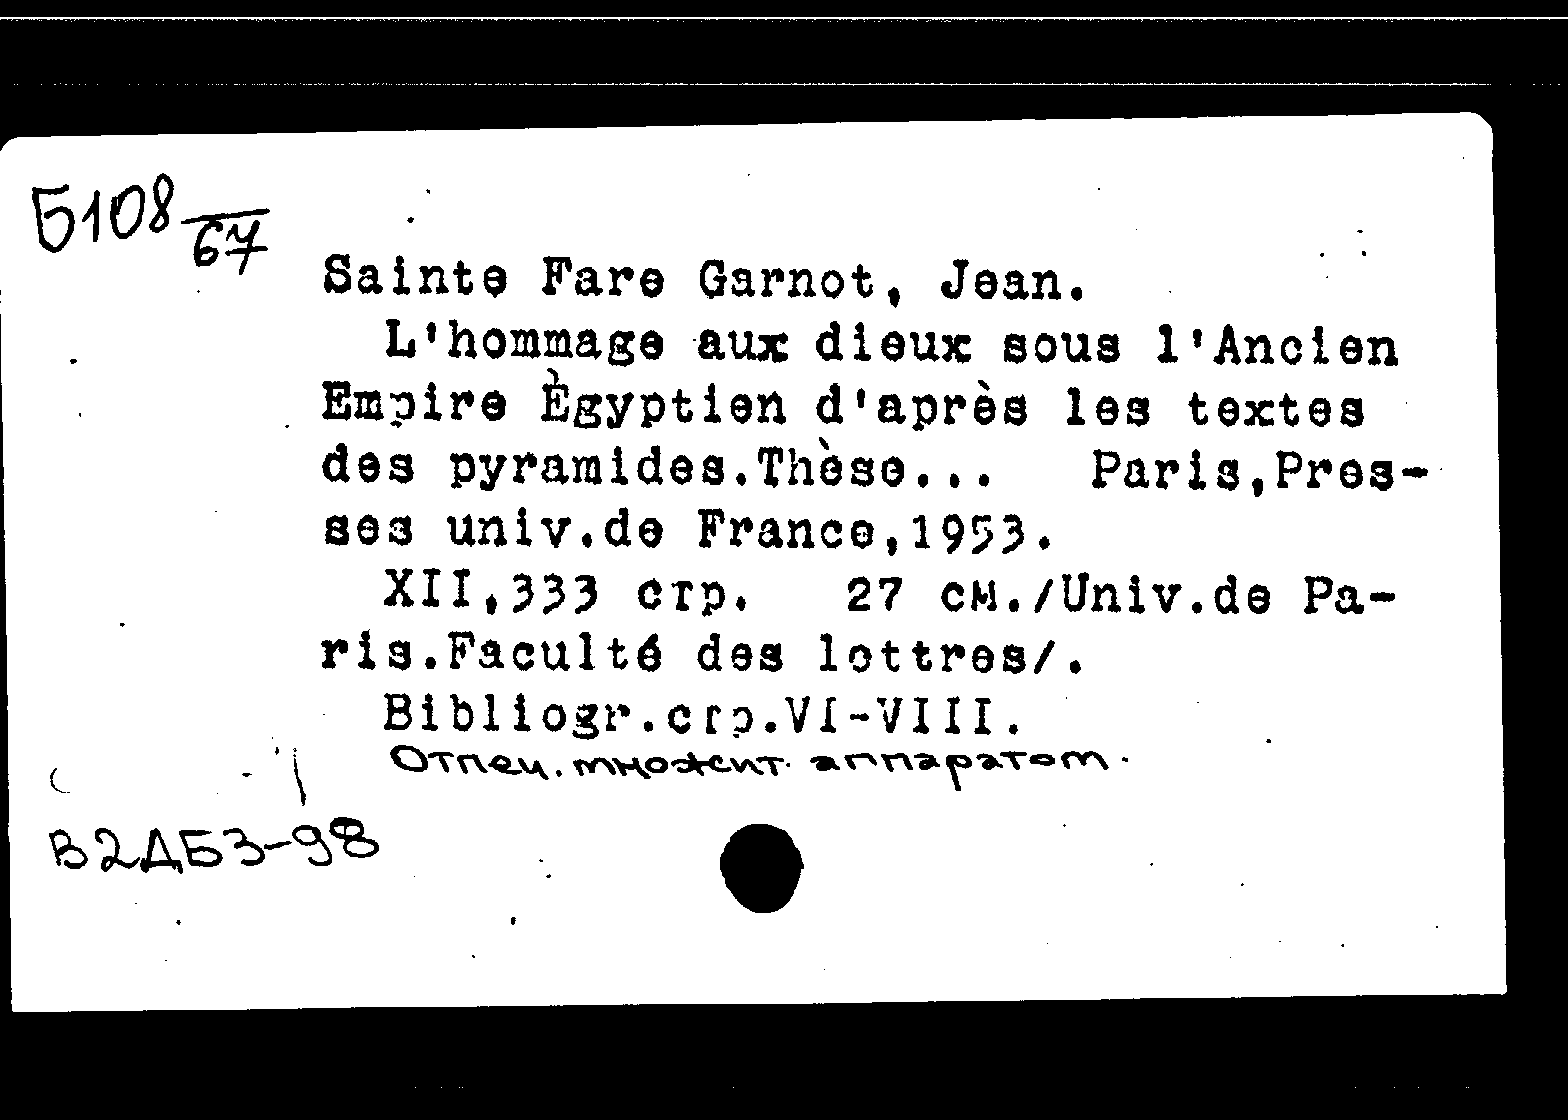 Б108/67
Sainte Fare Garnot, Jean.
L'hommage aux dieux sous l'Ancien
Empire Ègyptien d'après les textes
des pyramides.Thèse... Paris,Pres-
ses univ.de France,1953.
XII,333 стр. 27 см./Univ.de Pa-
ris.Faculté des lettres/.
Bibliogr.стр.VI-VIII.
Отпеч. множит. аппаратом.
В2ДБ3-98